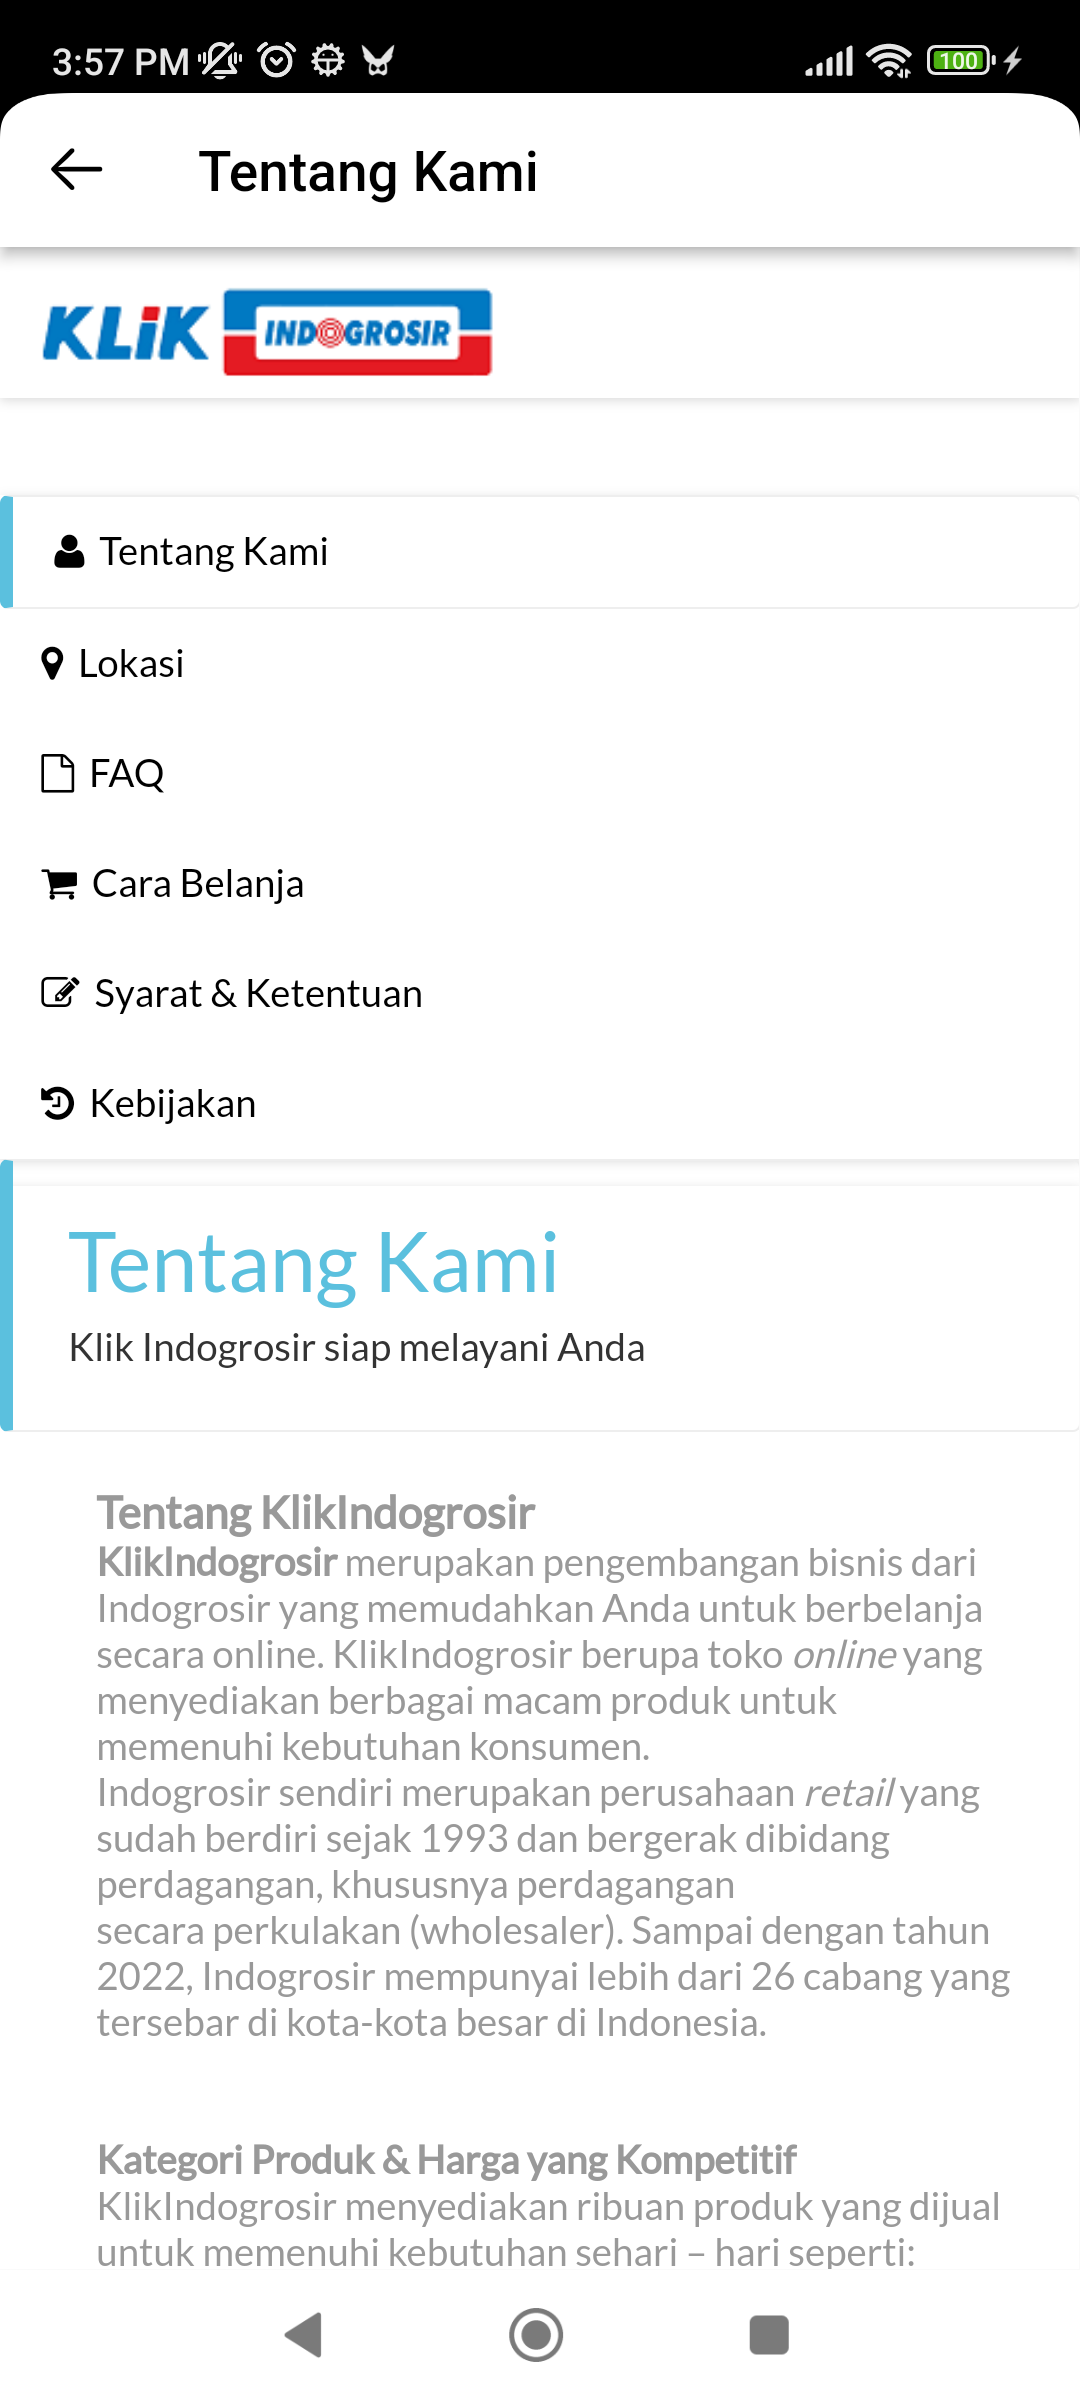 3:57 PM
100
Tentang Kami
KLiK INDOGROSIR
Tentang Kami
Lokasi
FAQ
Cara Belanja
Syarat & Ketentuan
Kebijakan
Tentang Kami
Klik Indogrosir siap melayani Anda
Tentang KlikIndogrosir
KlikIndogrosir merupakan pengembangan bisnis dari
Indogrosir yang memudahkan Anda untuk berbelanja
secara online. KlikIndogrosir berupa toko online yang
menyediakan berbagai macam produk untuk
memenuhi kebutuhan konsumen.
Indogrosir sendiri merupakan perusahaan retail yang
sudah berdiri sejak 1993 dan bergerak dibidang
perdagangan, khususnya perdagangan
secara perkulakan (wholesaler). Sampai dengan tahun
2022, Indogrosir mempunyai lebih dari 26 cabang yang
tersebar di kota-kota besar di Indonesia.
Kategori Produk & Harga yang Kompetitif
KlikIndogrosir menyediakan ribuan produk yang dijual
untuk memenuhi kebutuhan sehari – hari seperti: